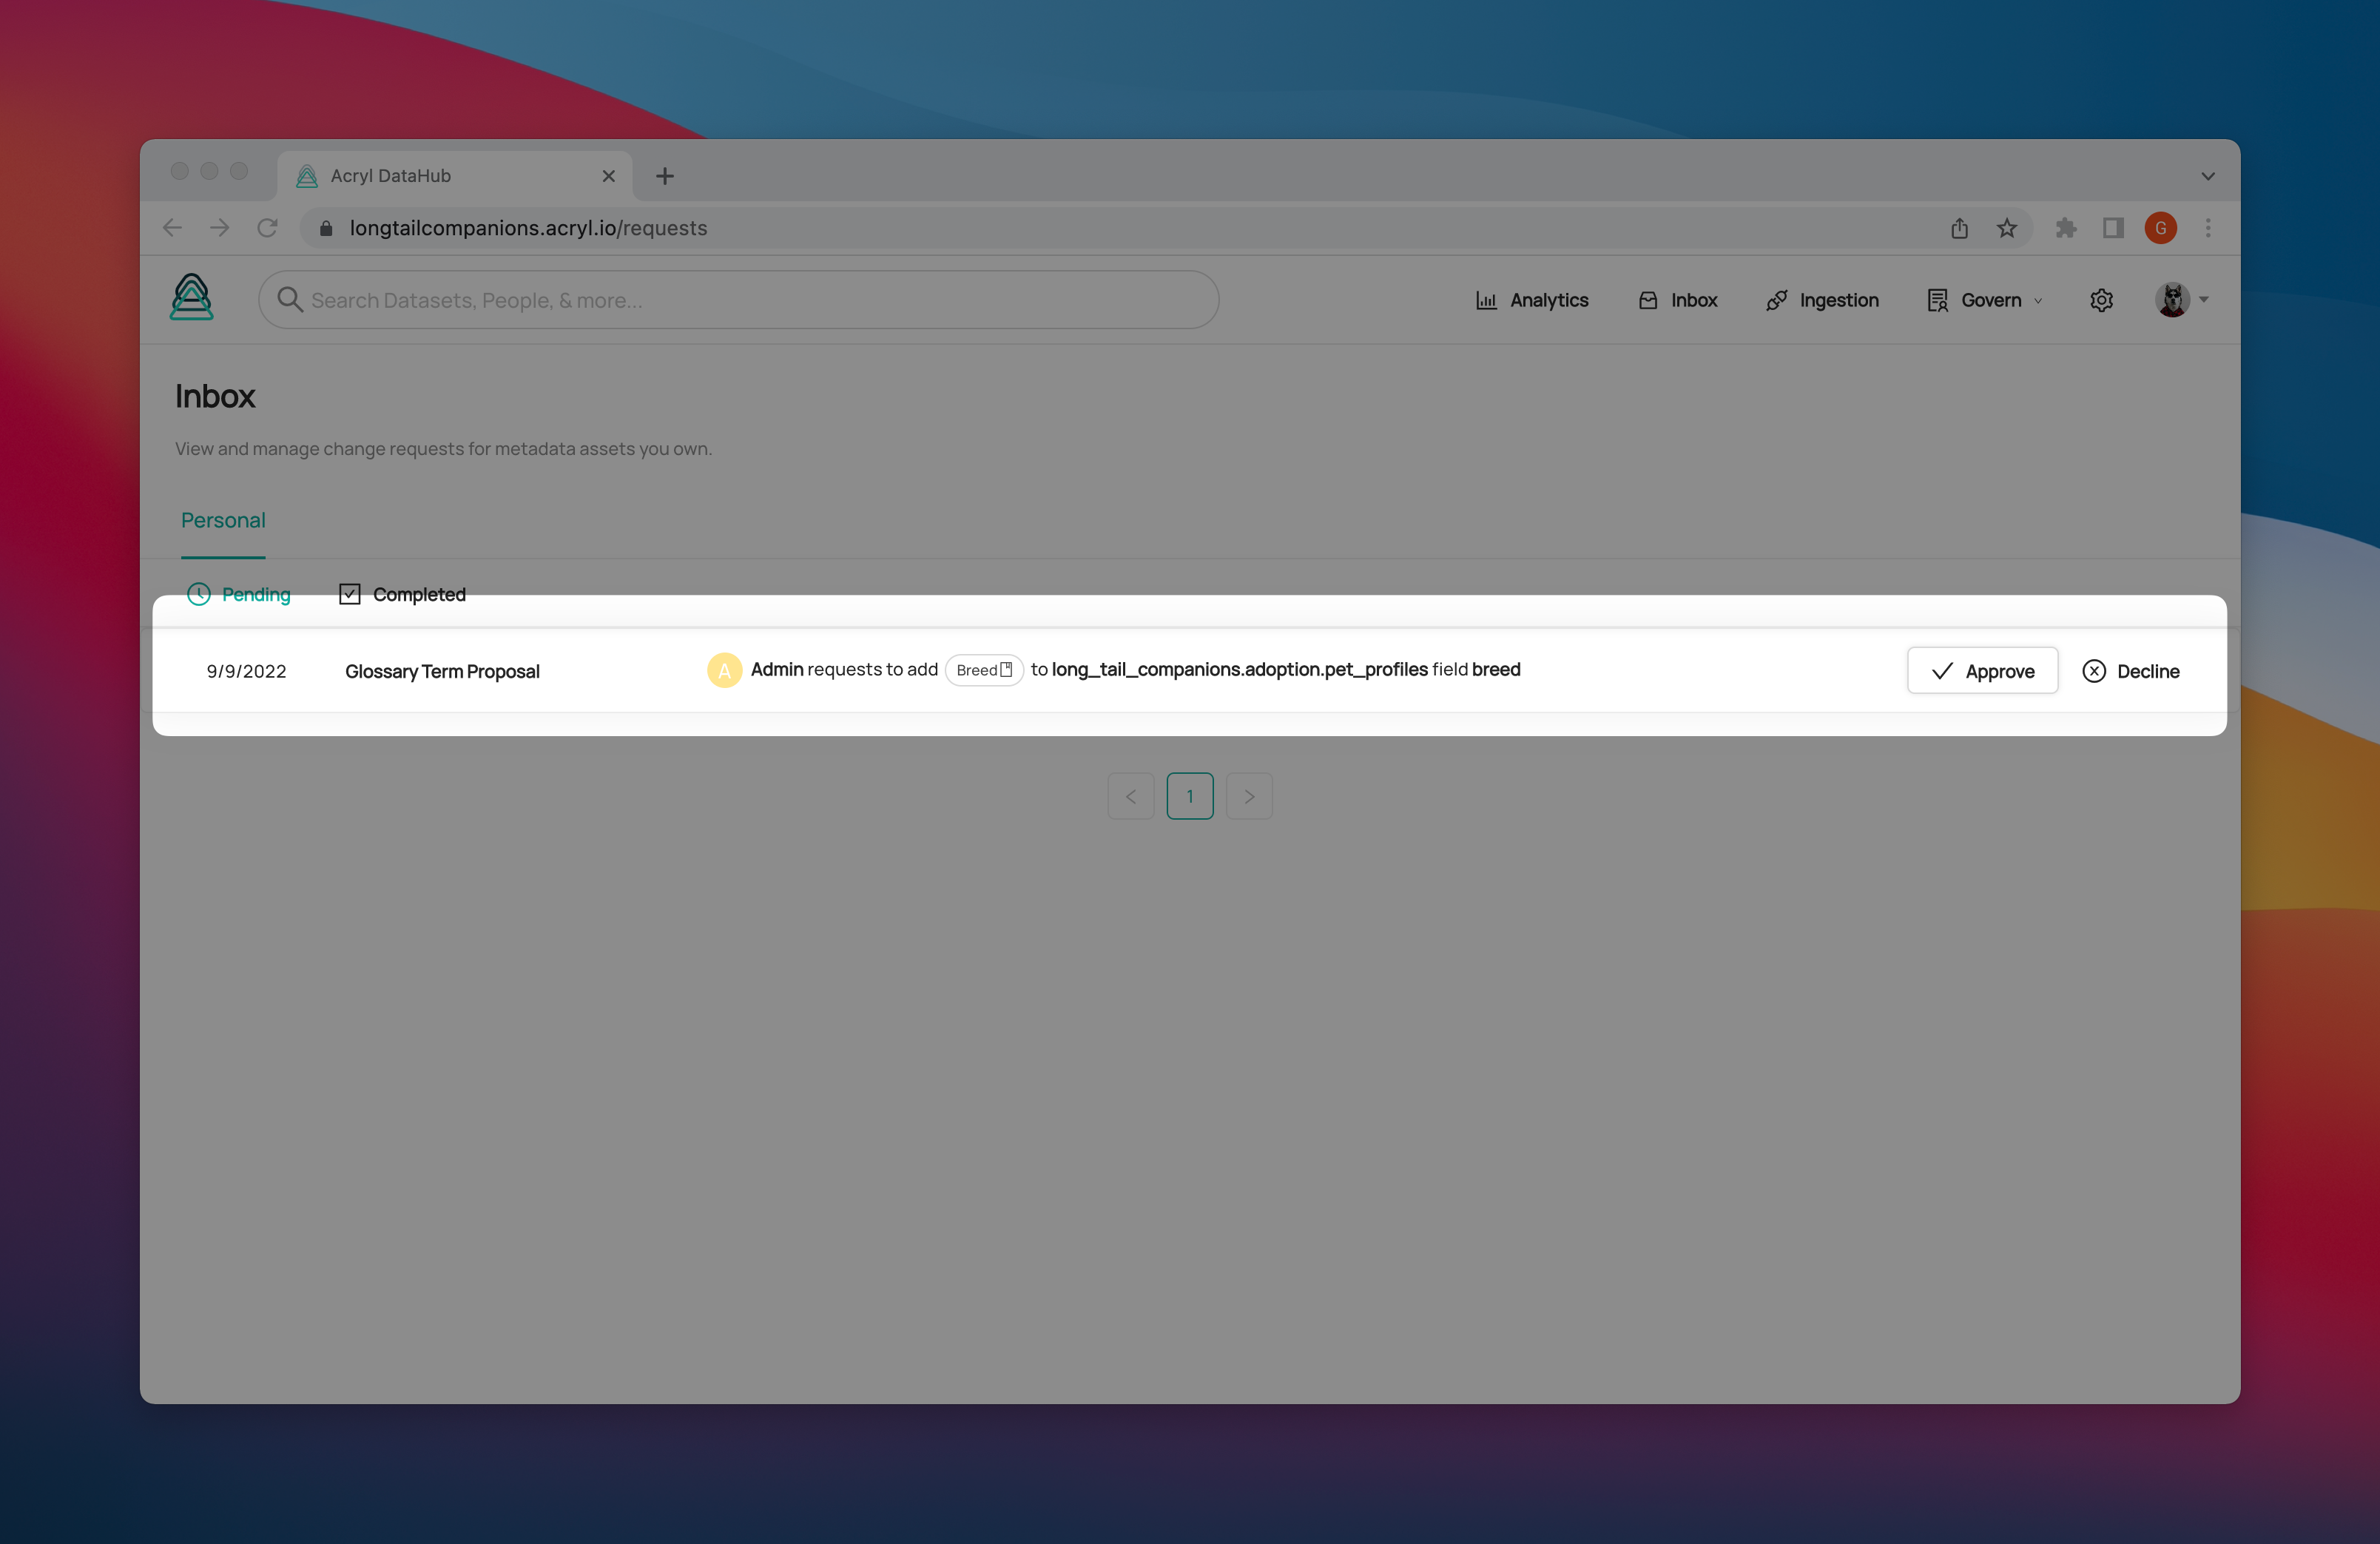 Acryl DataHub
longtailcompanions.acryl.io/requests
G
Search Datasets, People, & more...
Analytics
Inbox
Ingestion
Govern
Inbox
View and manage change requests for metadata assets you own.
Personal
Pending
Completed
9/9/2022
Glossary Term Proposal
A
Admin requests to add Breed to long_tail_companions.adoption.pet_profiles field breed
Approve
Decline
< 1 >